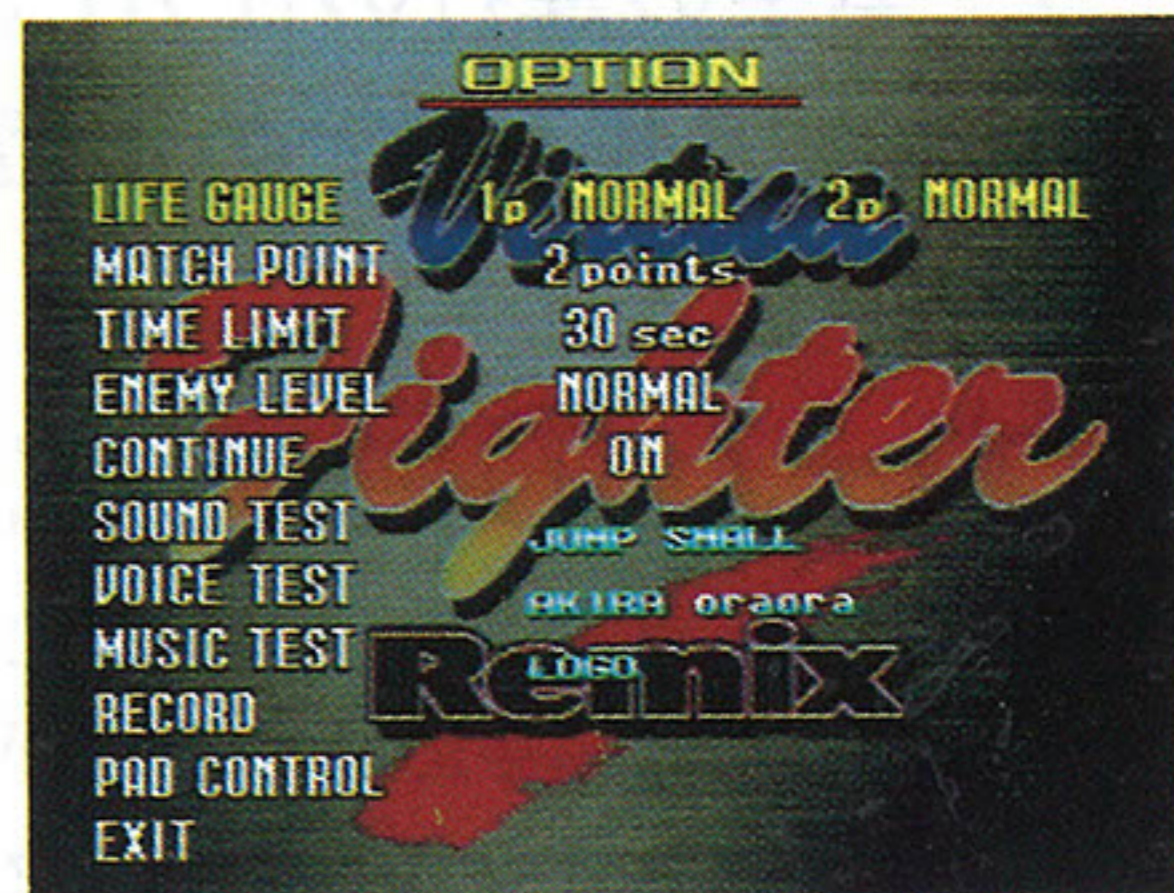 OPTION
LIFE GAUGE 1p NORMAL 2p NORMAL
MATCH POINT 2 points
TIME LIMIT 30 sec
ENEMY LEVEL NORMAL
CONTINUE ON
SOUND TEST JUMP SMALL
VOICE TEST AKIRA oraora
MUSIC TEST LOGO
RECORD
PAD CONTROL
EXIT
Virtua
Fighter
Remix